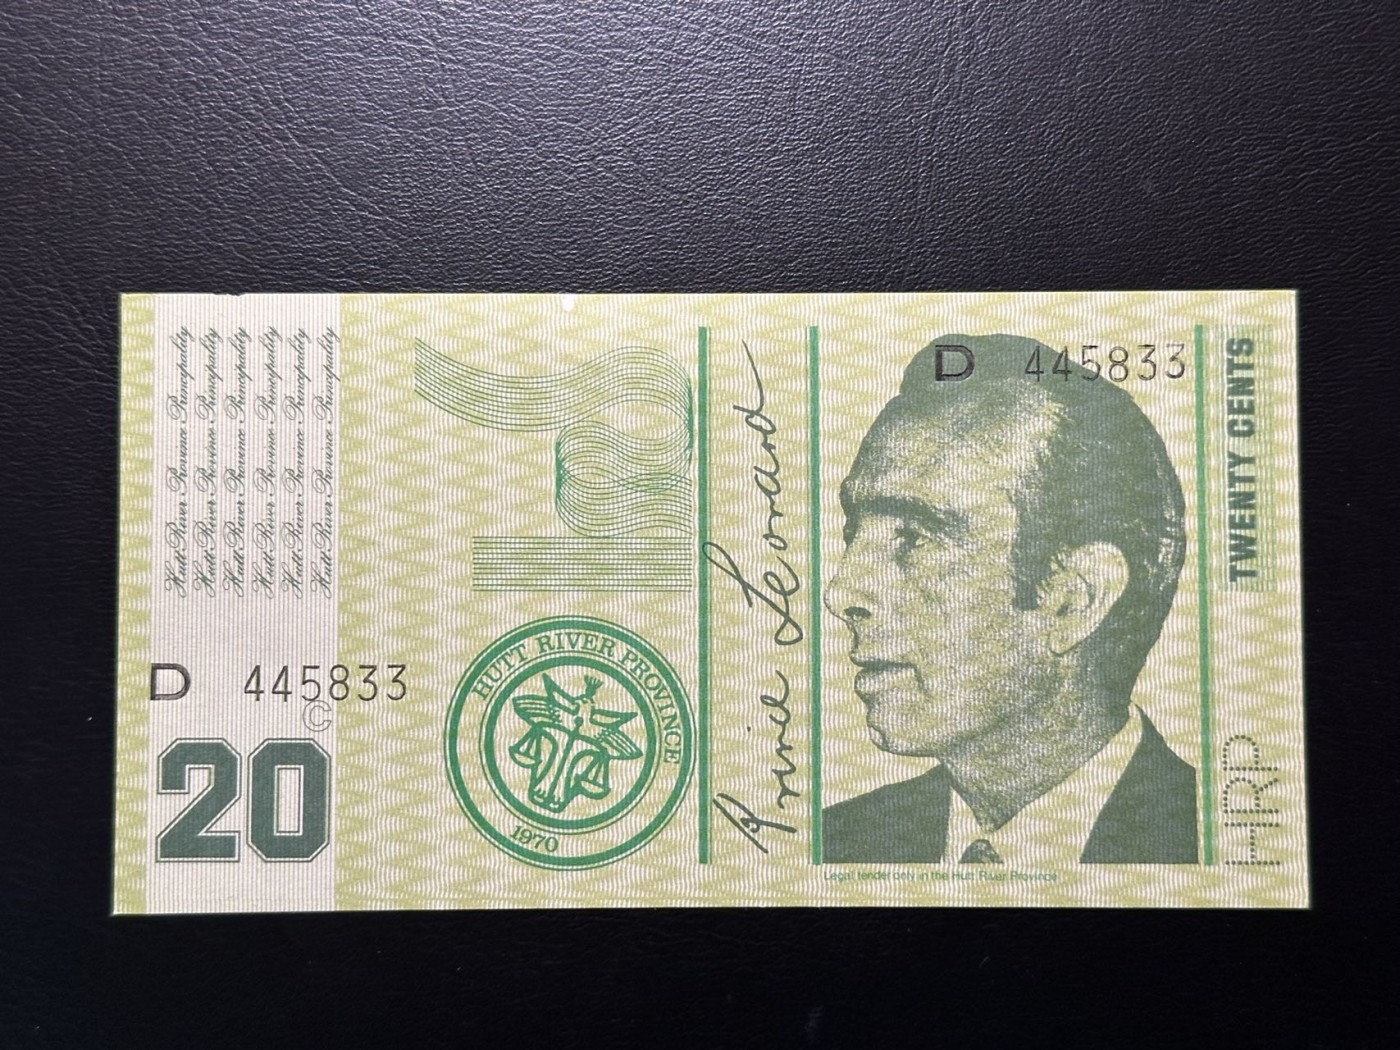 Hutt River Province Principality
Hutt River Province Principality
Hutt River Province Principality
Hutt River Province Principality
Hutt River Province Principality
Hutt River Province Principality
D 445833
©
20
HUTT RIVER PROVINCE
1970
Prince Leonard
D 445833
Legal tender only in the Hutt River Province
TWENTY CENTS
HRP